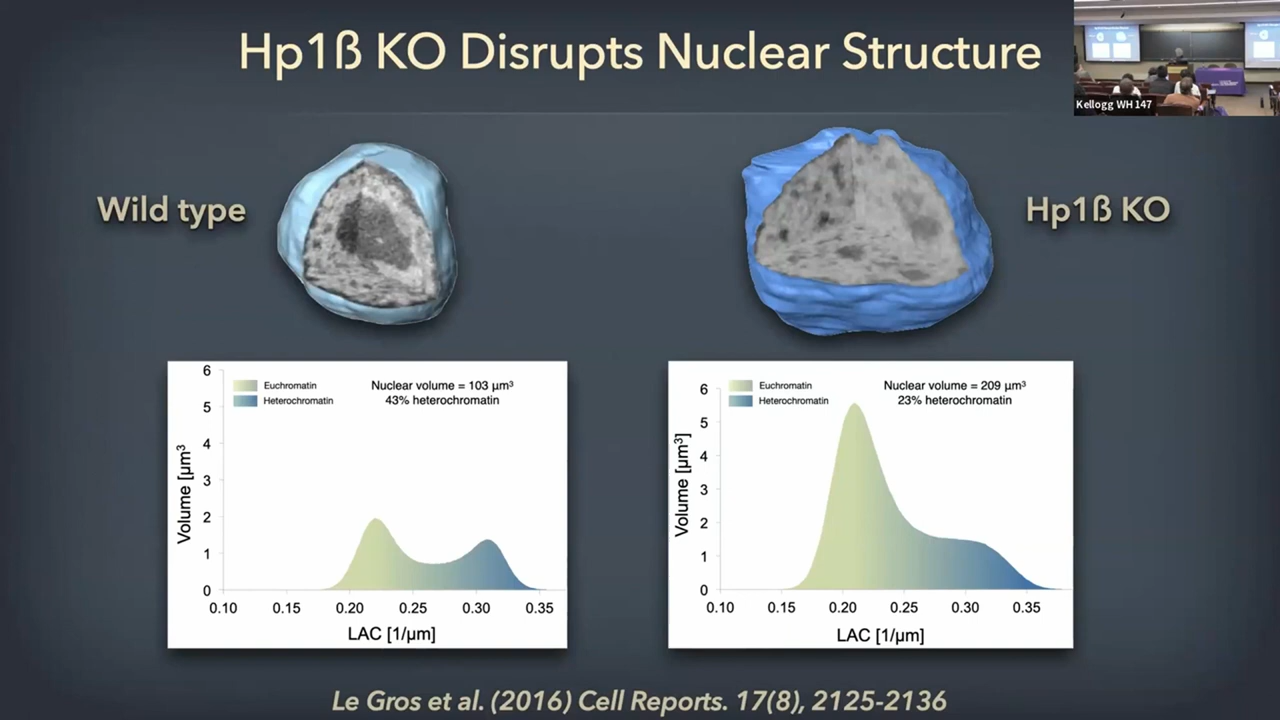 Hp1ß KO Disrupts Nuclear Structure
Kellogg WH 147
Wild type
Hp1ß KO
6
5
4
3
2
1
0
Volume [µm³
Euchromatin
Heterochromatin
Nuclear volume = 103 µm³
43% heterochromatin
0.10 0.15 0.20 0.25 0.30 0.35
LAC [1/µm]
6
5
4
3
2
1
0
Volume [µm³]
Euchromatin
Heterochromatin
Nuclear volume = 209 µm³
23% heterochromatin
0.10 0.15 0.20 0.25 0.30 0.35
LAC [1/µm]
Le Gros et al. (2016) Cell Reports. 17(8), 2125-2136